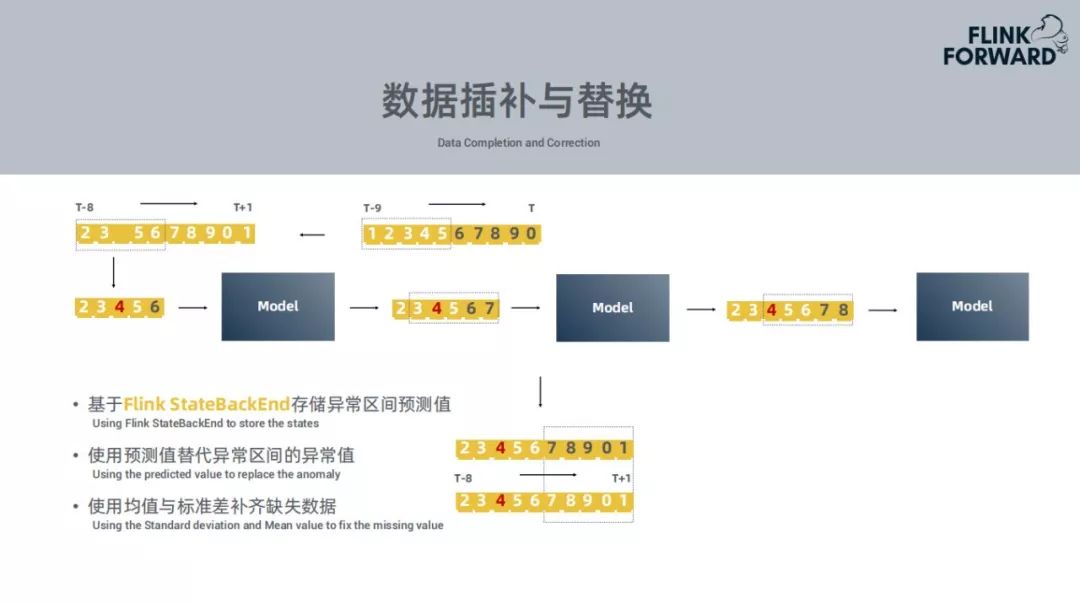 FLINK
FORWARD
数据插补与替换
Data Completion and Correction
T-8 T+1
2 3 5 6 7 8 9 0 1
T-9 T
1 2 3 4 5 6 7 8 9 0
2 3 4 5 6
Model
2 3 4 5 6 7
Model
2 3 4 5 6 7 8
Model
• 基于Flink StateBackEnd存储异常区间预测值
Using Flink StateBackEnd to store the states
• 使用预测值替代异常区间的异常值
Using the predicted value to replace the anomaly
• 使用均值与标准差补齐缺失数据
Using the Standard deviation and Mean value to fix the missing value
2 3 4 5 6 7 8 9 0 1
T-8 T+1
2 3 4 5 6 7 8 9 0 1